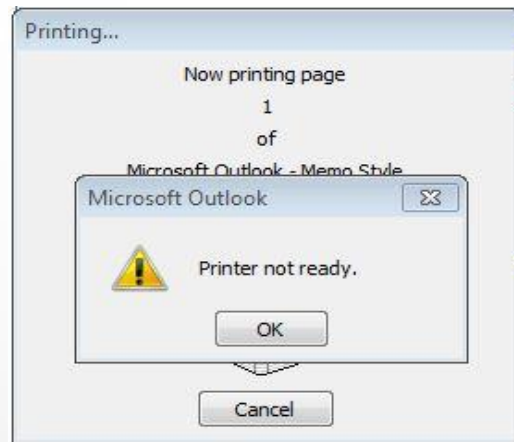 Printing...
Now printing page
1
of
Microsoft Outlook - Memo Style
Microsoft Outlook
Printer not ready.
OK
Cancel